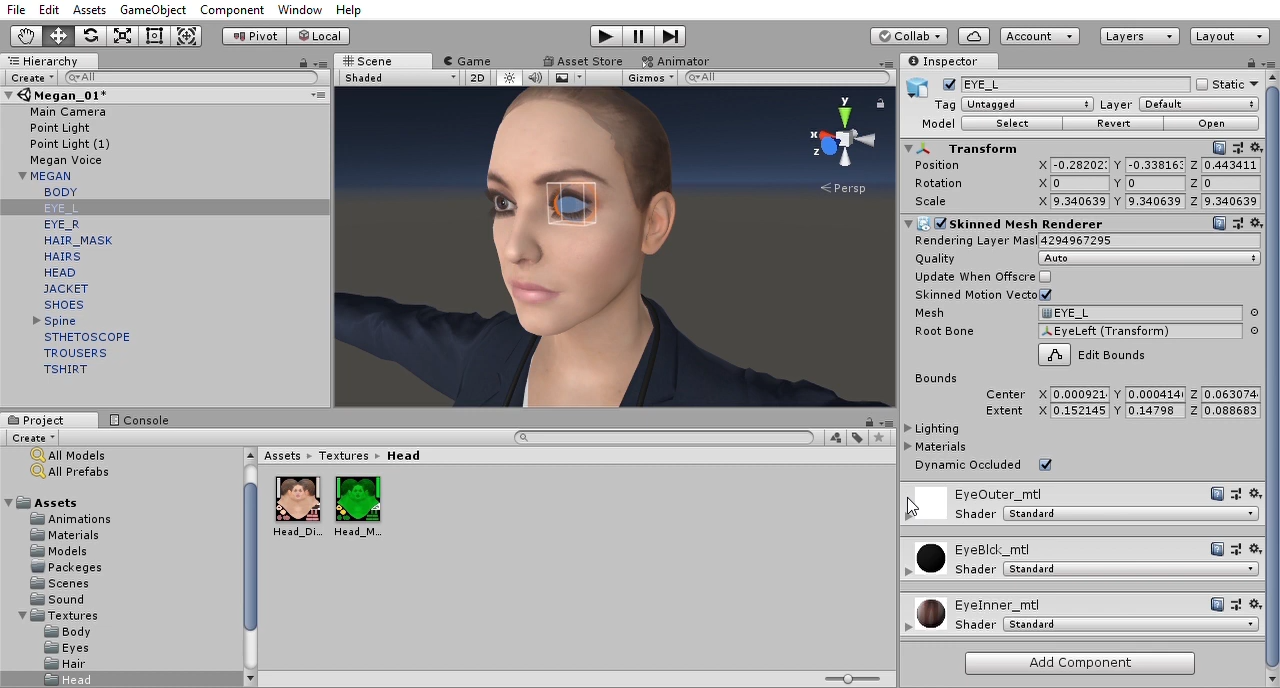 File Edit Assets GameObject Component Window Help
Pivot Local Collab Account Layers Layout
Hierarchy
Create All
Megan_01*
Main Camera
Point Light
Point Light (1)
Megan Voice
MEGAN
BODY
EYE_L
EYE_R
HAIR_MASK
HAIRS
HEAD
JACKET
SHOES
Spine
STHETOSCOPE
TROUSERS
TSHIRT
Scene Game Asset Store Animator
Shaded 2D Gizmos All
y
x
z
Persp
Inspector
EYE_L Static
Tag Untagged Layer Default
Model Select Revert Open
Transform
Position X -0.28202 Y -0.33816 Z 0.443411
Rotation X 0 Y 0 Z 0
Scale X 9.340639 Y 9.340639 Z 9.340639
Skinned Mesh Renderer
Rendering Layer Mask 4294967295
Quality Auto
Update When Offscre
Skinned Motion Vecto
Mesh EYE_L
Root Bone EyeLeft (Transform)
Edit Bounds
Bounds
Center X 0.000921 Y 0.000414 Z 0.063074
Extent X 0.152145 Y 0.14798 Z 0.088683
Lighting
Materials
Dynamic Occluded
EyeOuter_mtl
Shader Standard
EyeBlck_mtl
Shader Standard
EyeInner_mtl
Shader Standard
Add Component
Project Console
Create
All Models
All Prefabs
Assets
Animations
Materials
Models
Packeges
Scenes
Sound
Textures
Body
Eyes
Hair
Head
Assets Textures Head
Head_Di... Head_M...